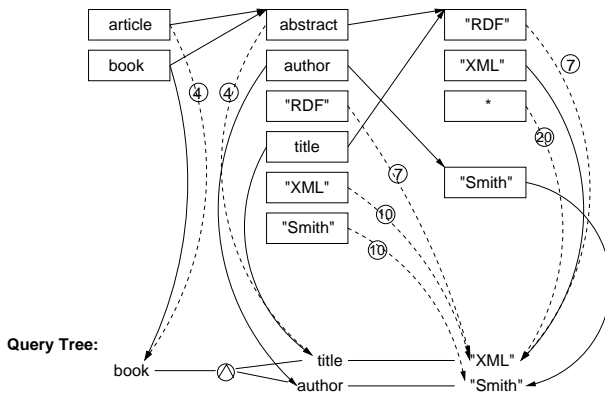 article abstract "RDF"
book author "XML" 7
4 4 "RDF" *
20
title
7 "Smith"
"XML"
10
"Smith"
10
Query Tree:
title "XML"
book ∧
author "Smith"